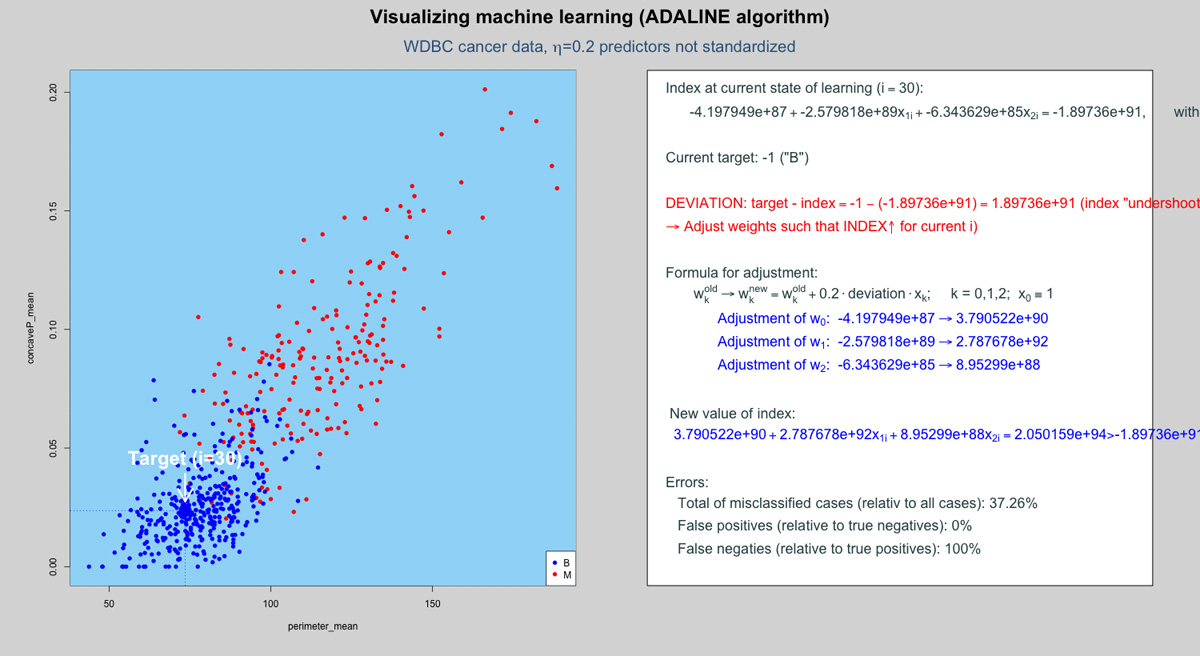 Visualizing machine learning (ADALINE algorithm)
WDBC cancer data, η=0.2 predictors not standardized
0.20
0.15
0.10
0.05
0.00
concaveP_mean
Target (i=30)
B
M
50
100
150
perimeter_mean
Index at current state of learning (i = 30):
-4.197949e+87 + -2.579818e+89x₁ᵢ + -6.343629e+85x₂ᵢ = -1.89736e+91, with
Current target: -1 ("B")
DEVIATION: target - index = -1 − (-1.89736e+91) = 1.89736e+91 (index "undershoot
→ Adjust weights such that INDEX↑ for current i)
Formula for adjustment:
wₖᵒˡᵈ → wₖⁿᵉʷ = wₖᵒˡᵈ + 0.2 · deviation · xₖ; k = 0,1,2; x₀ ≡ 1
Adjustment of w₀: -4.197949e+87 → 3.790522e+90
Adjustment of w₁: -2.579818e+89 → 2.787678e+92
Adjustment of w₂: -6.343629e+85 → 8.95299e+88
New value of index:
3.790522e+90 + 2.787678e+92x₁ᵢ + 8.95299e+88x₂ᵢ = 2.050159e+94>-1.89736e+91
Errors:
Total of misclassified cases (relativ to all cases): 37.26%
False positives (relative to true negatives): 0%
False negaties (relative to true positives): 100%